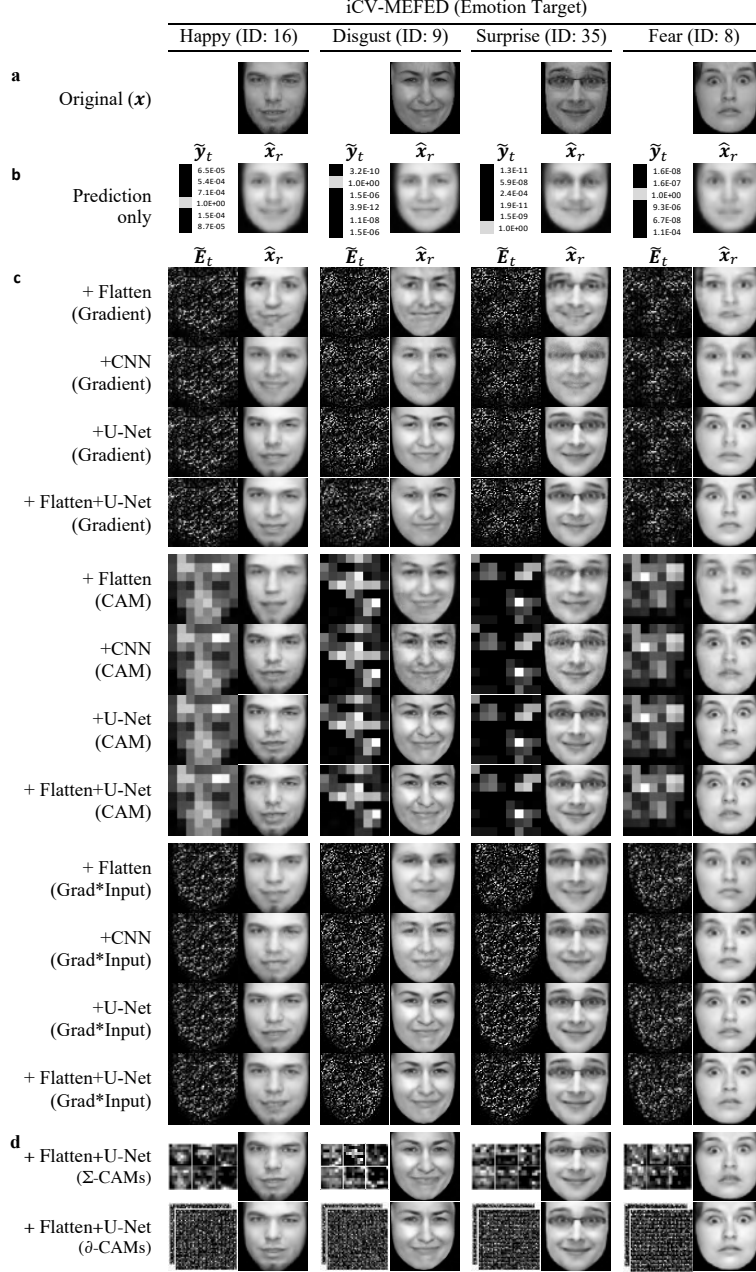 iCV-MEFED (Emotion Target)
Happy (ID: 16) Disgust (ID: 9) Surprise (ID: 35) Fear (ID: 8)
a
Original (x)
ỹt x̂r ỹt x̂r ỹt x̂r ỹt x̂r
b
Prediction
only
6.5E-05 3.2E-10 1.3E-11 1.6E-08
5.4E-04 1.0E+00 5.9E-08 1.6E-07
7.1E-04 1.5E-06 2.4E-04 1.0E+00
1.0E+00 3.9E-12 1.9E-11 9.3E-06
1.5E-04 1.1E-08 1.5E-09 6.7E-08
8.7E-05 1.5E-06 1.0E+00 1.1E-04
Ẽt x̂r Ẽt x̂r Ẽt x̂r Ẽt x̂r
c
+ Flatten
(Gradient)
+CNN
(Gradient)
+U-Net
(Gradient)
+ Flatten+U-Net
(Gradient)
+ Flatten
(CAM)
+CNN
(CAM)
+U-Net
(CAM)
+ Flatten+U-Net
(CAM)
+ Flatten
(Grad*Input)
+CNN
(Grad*Input)
+U-Net
(Grad*Input)
+ Flatten+U-Net
(Grad*Input)
d
+ Flatten+U-Net
(Σ-CAMs)
+ Flatten+U-Net
(∂-CAMs)